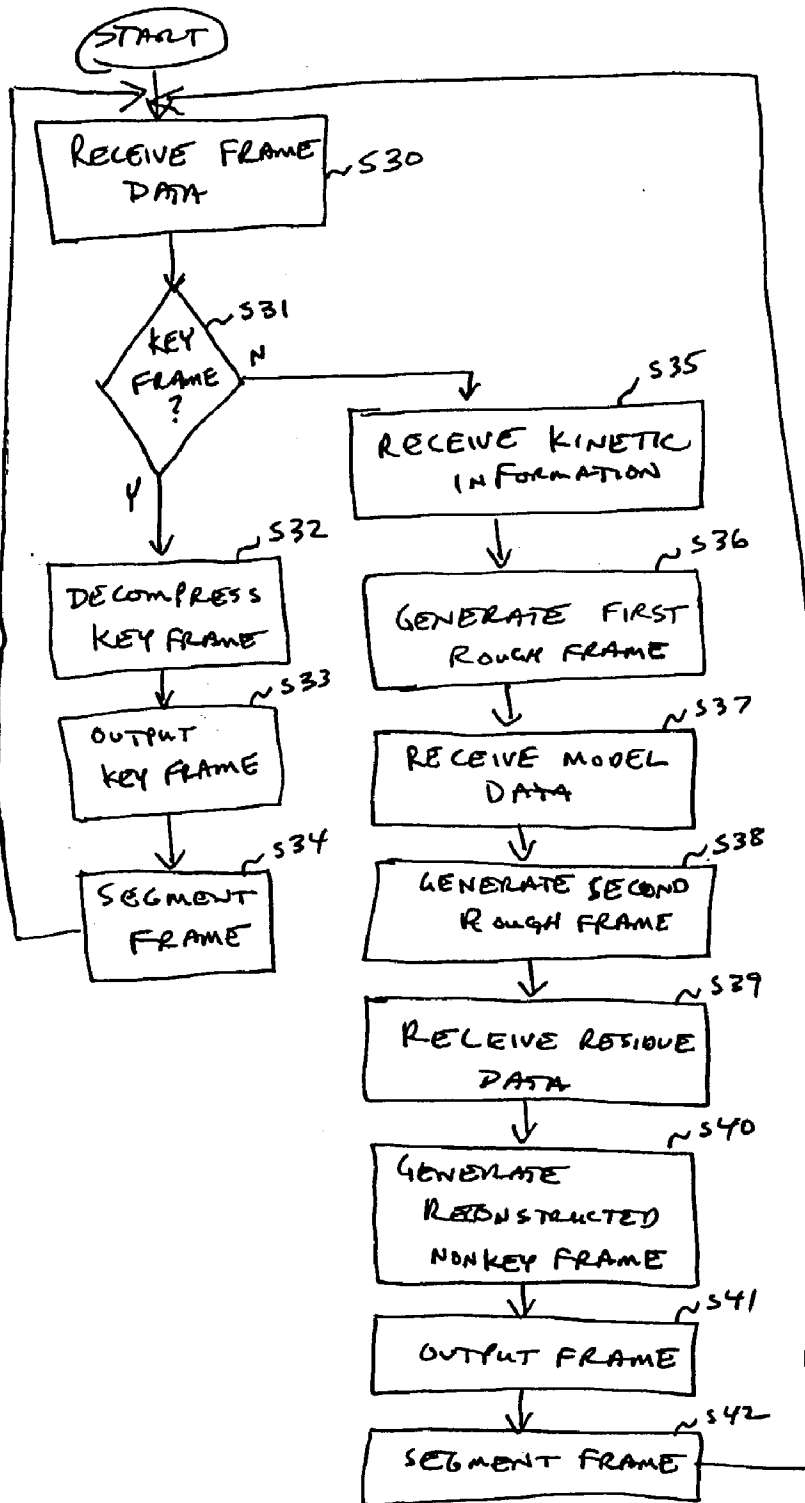 START
RECEIVE FRAME
DATA
S30
KEY
FRAME
?
S31
N
Y
S32
DECOMPRESS
KEY FRAME
S33
OUTPUT
KEY FRAME
S34
SEGMENT
FRAME
S35
RECEIVE KINETIC
INFORMATION
S36
GENERATE FIRST
ROUGH FRAME
S37
RECEIVE MODEL
DATA
S38
GENERATE SECOND
ROUGH FRAME
S39
RECEIVE RESIDUE
DATA
S40
GENERATE
RECONSTRUCTED
NONKEY FRAME
S41
OUTPUT FRAME
S42
SEGMENT FRAME